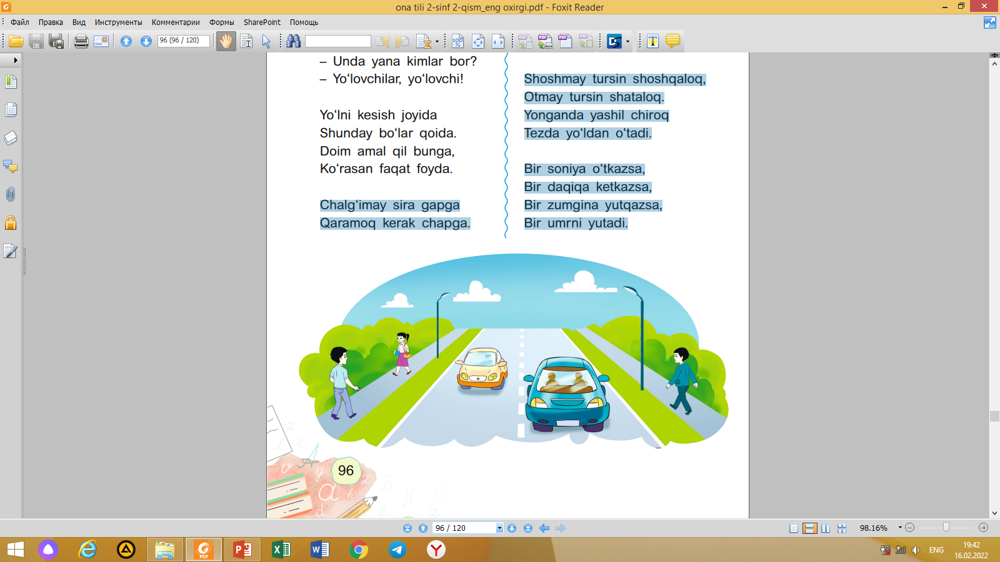 ona tili 2-sinf 2-qism_eng oxirgi.pdf - Foxit Reader
Файл Правка Вид Инструменты Комментарии Формы SharePoint Помощь
96 (96 / 120)
– Unda yana kimlar bor?
– Yo‘lovchilar, yo‘lovchi!
Yo‘lni kesish joyida
Shunday bo‘lar qoida.
Doim amal qil bunga,
Ko‘rasan faqat foyda.
Chalg‘imay sira gapga
Qaramoq kerak chapga.
Shoshmay tursin shoshqaloq,
Otmay tursin shataloq.
Yonganda yashil chiroq
Tezda yo‘ldan o‘tadi.
Bir soniya o‘tkazsa,
Bir daqiqa ketkazsa,
Bir zumgina yutqazsa,
Bir umrni yutadi.
96
96 / 120
98.16%
ENG
19:42
16.02.2022